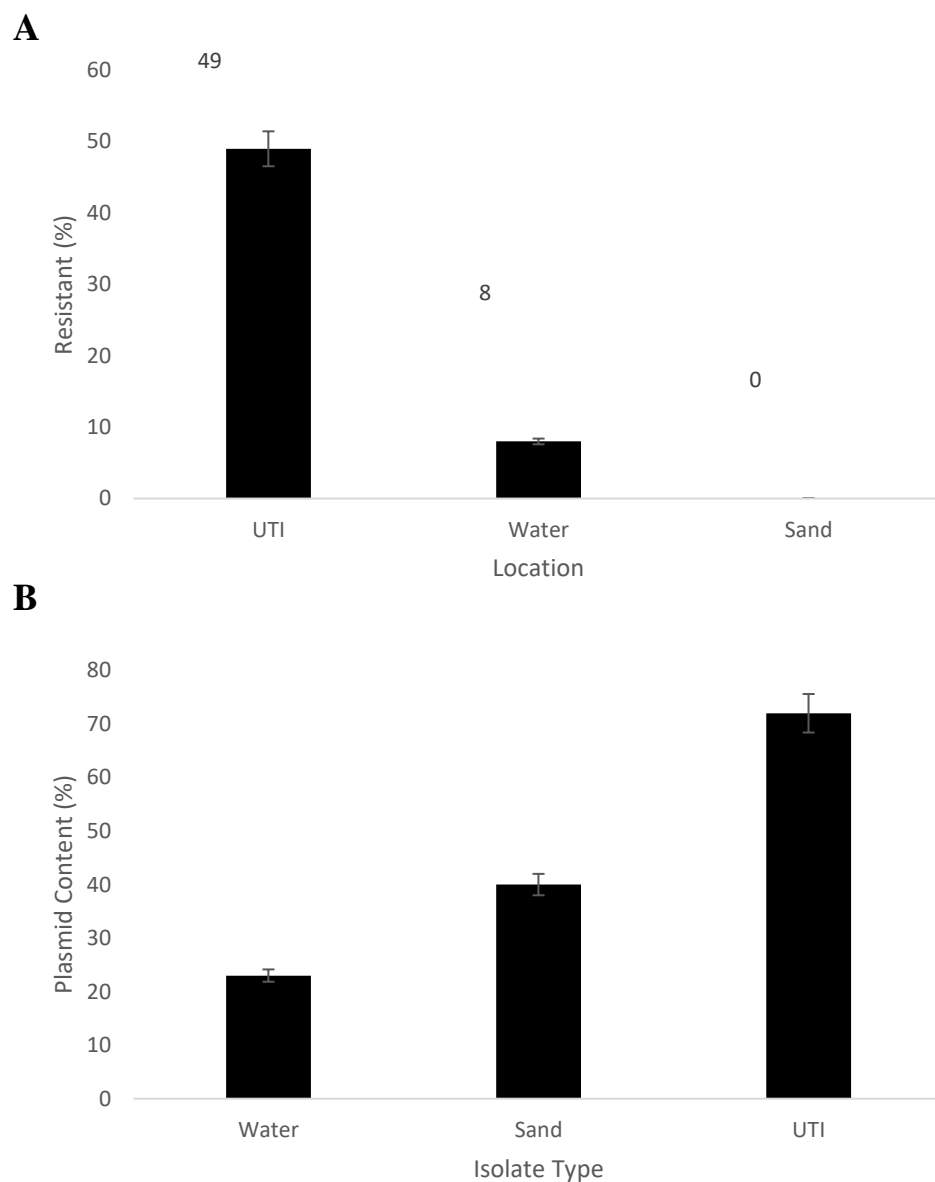 A
49
60
50
40
30
20
10
0
8
0
Resistant (%)
UTI Water Sand
Location
B
80
70
60
50
40
30
20
10
0
Plasmid Content (%)
Water Sand UTI
Isolate Type